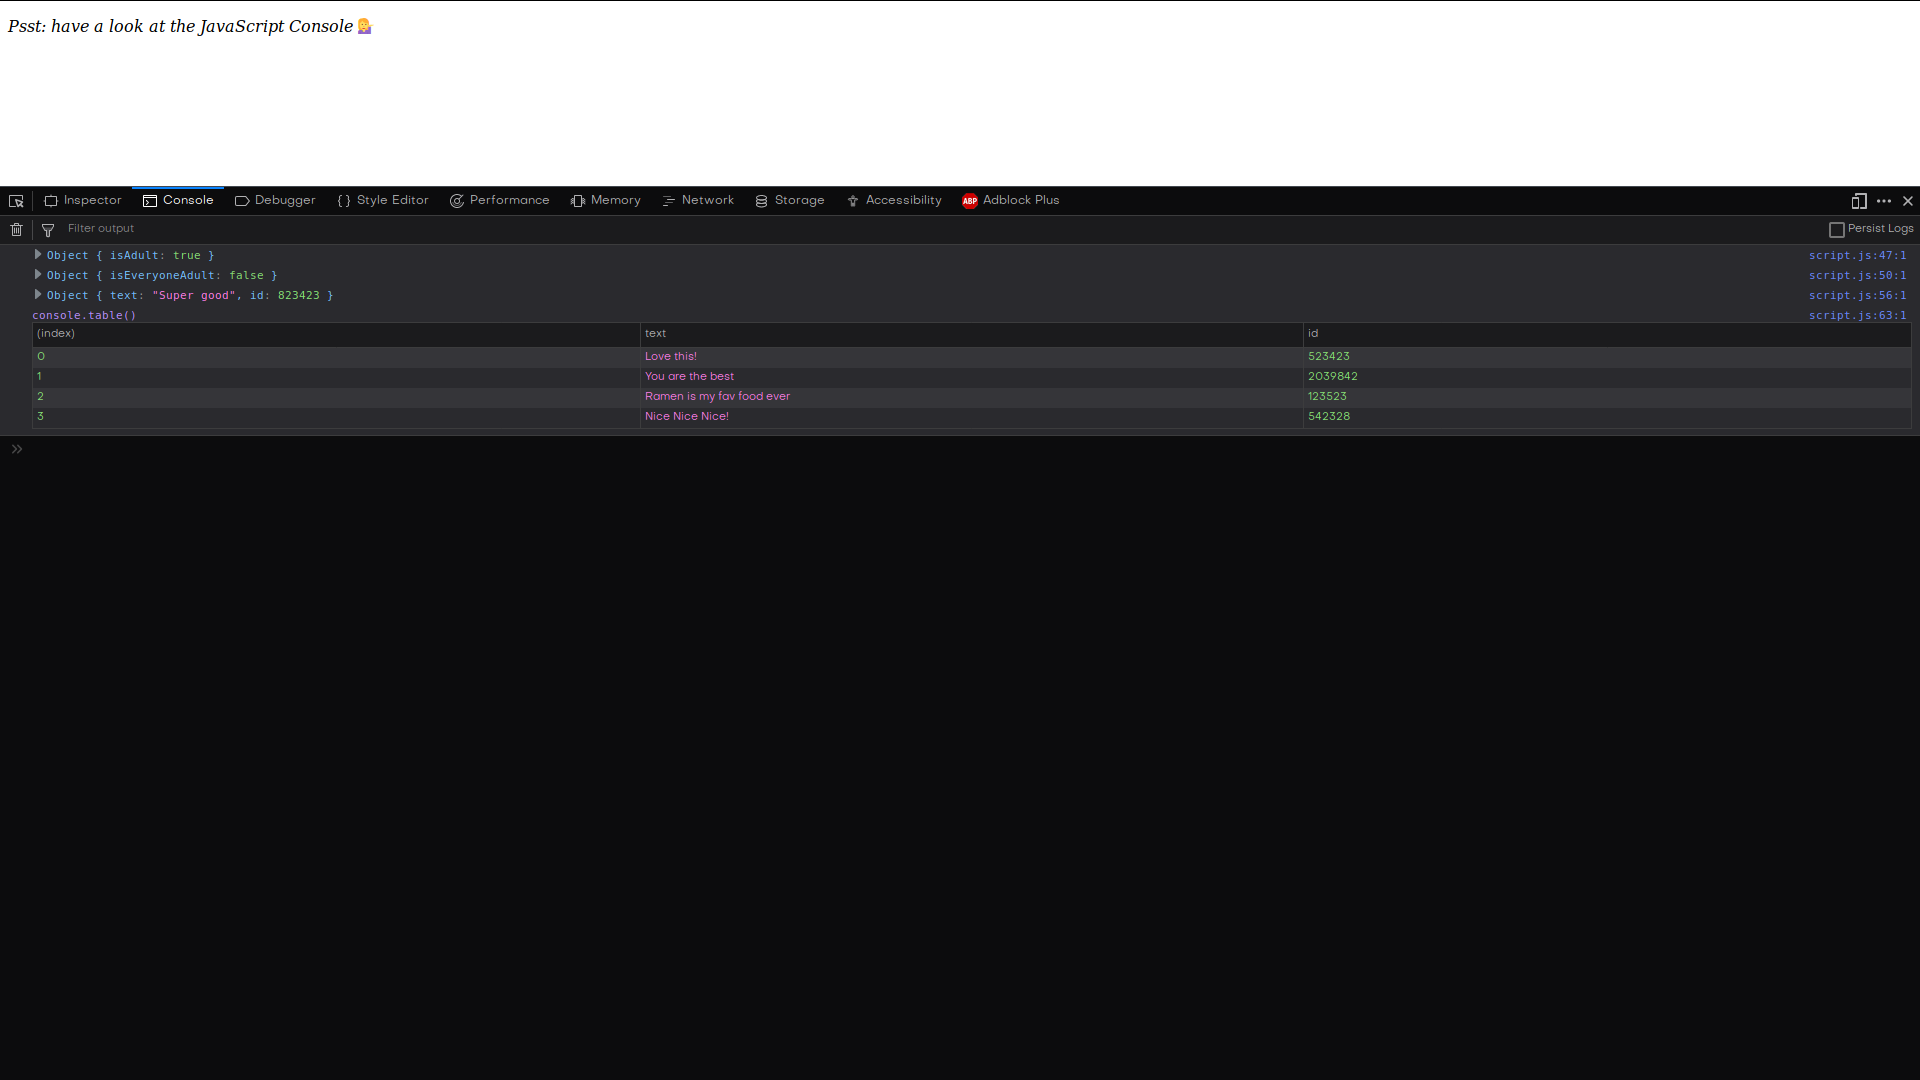 Psst: have a look at the JavaScript Console 💁
Inspector Console Debugger { } Style Editor Performance Memory Network Storage Accessibility ABP Adblock Plus
Filter output Persist Logs
Object { isAdult: true } script.js:47:1
Object { isEveryoneAdult: false } script.js:50:1
Object { text: "Super good", id: 823423 } script.js:56:1
console.table() script.js:63:1
(index) text id
0 Love this! 523423
1 You are the best 2039842
2 Ramen is my fav food ever 123523
3 Nice Nice Nice! 542328
»